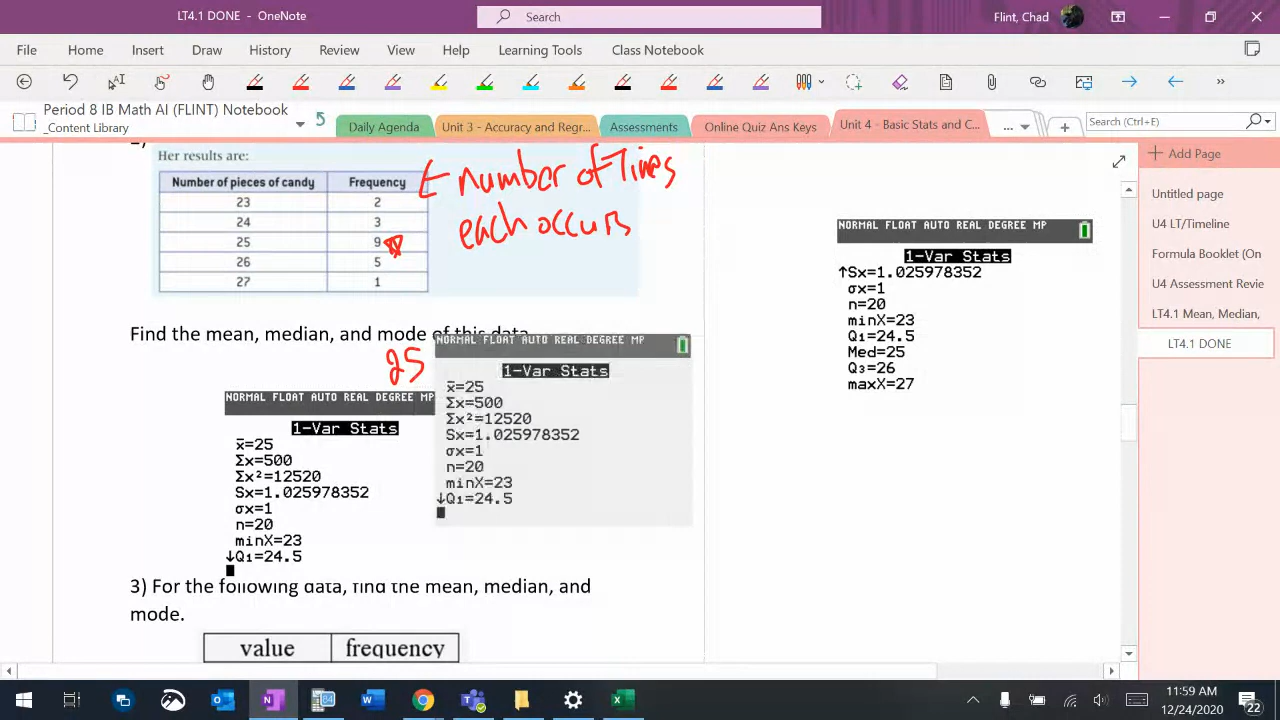 LT4.1 DONE - OneNote
Search
Flint, Chad
File Home Insert Draw History Review View Help Learning Tools Class Notebook
Period 8 IB Math AI (FLINT) Notebook
_Content Library
Daily Agenda
Unit 3 - Accuracy and Regr...
Assessments
Online Quiz Ans Keys
Unit 4 - Basic Stats and C...
...
Search (Ctrl+E)
Add Page
Untitled page
U4 LT/Timeline
Formula Booklet (On
U4 Assessment Revie
LT4.1 Mean, Median,
LT4.1 DONE
Her results are:
Number of pieces of candy Frequency
23 2
24 3
25 9
26 5
27 1
number of times
each occurs
Find the mean, median, and mode of this data
25
NORMAL FLOAT AUTO REAL DEGREE MP
1-Var Stats
x̄=25
Σx=500
Σx²=12520
Sx=1.025978352
σx=1
n=20
minX=23
↓Q₁=24.5
NORMAL FLOAT AUTO REAL DEGREE MP
1-Var Stats
x̄=25
Σx=500
Σx²=12520
Sx=1.025978352
σx=1
n=20
minX=23
↓Q₁=24.5
NORMAL FLOAT AUTO REAL DEGREE MP
1-Var Stats
↑Sx=1.025978352
σx=1
n=20
minX=23
Q₁=24.5
Med=25
Q₃=26
maxX=27
3) For the following data, find the mean, median, and
mode.
value frequency
11:59 AM
12/24/2020
22